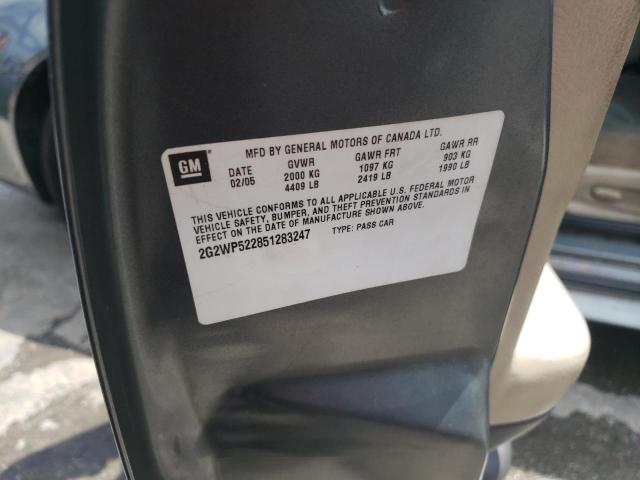 GM
MFD BY GENERAL MOTORS OF CANADA LTD.
DATE GVWR GAWR FRT GAWR RR
02/05 2000 KG 1097 KG 903 KG
4409 LB 2419 LB 1990 LB
THIS VEHICLE CONFORMS TO ALL APPLICABLE U.S. FEDERAL MOTOR
VEHICLE SAFETY, BUMPER, AND THEFT PREVENTION STANDARDS IN
EFFECT ON THE DATE OF MANUFACTURE SHOWN ABOVE.
2G2WP522851283247 TYPE: PASS CAR